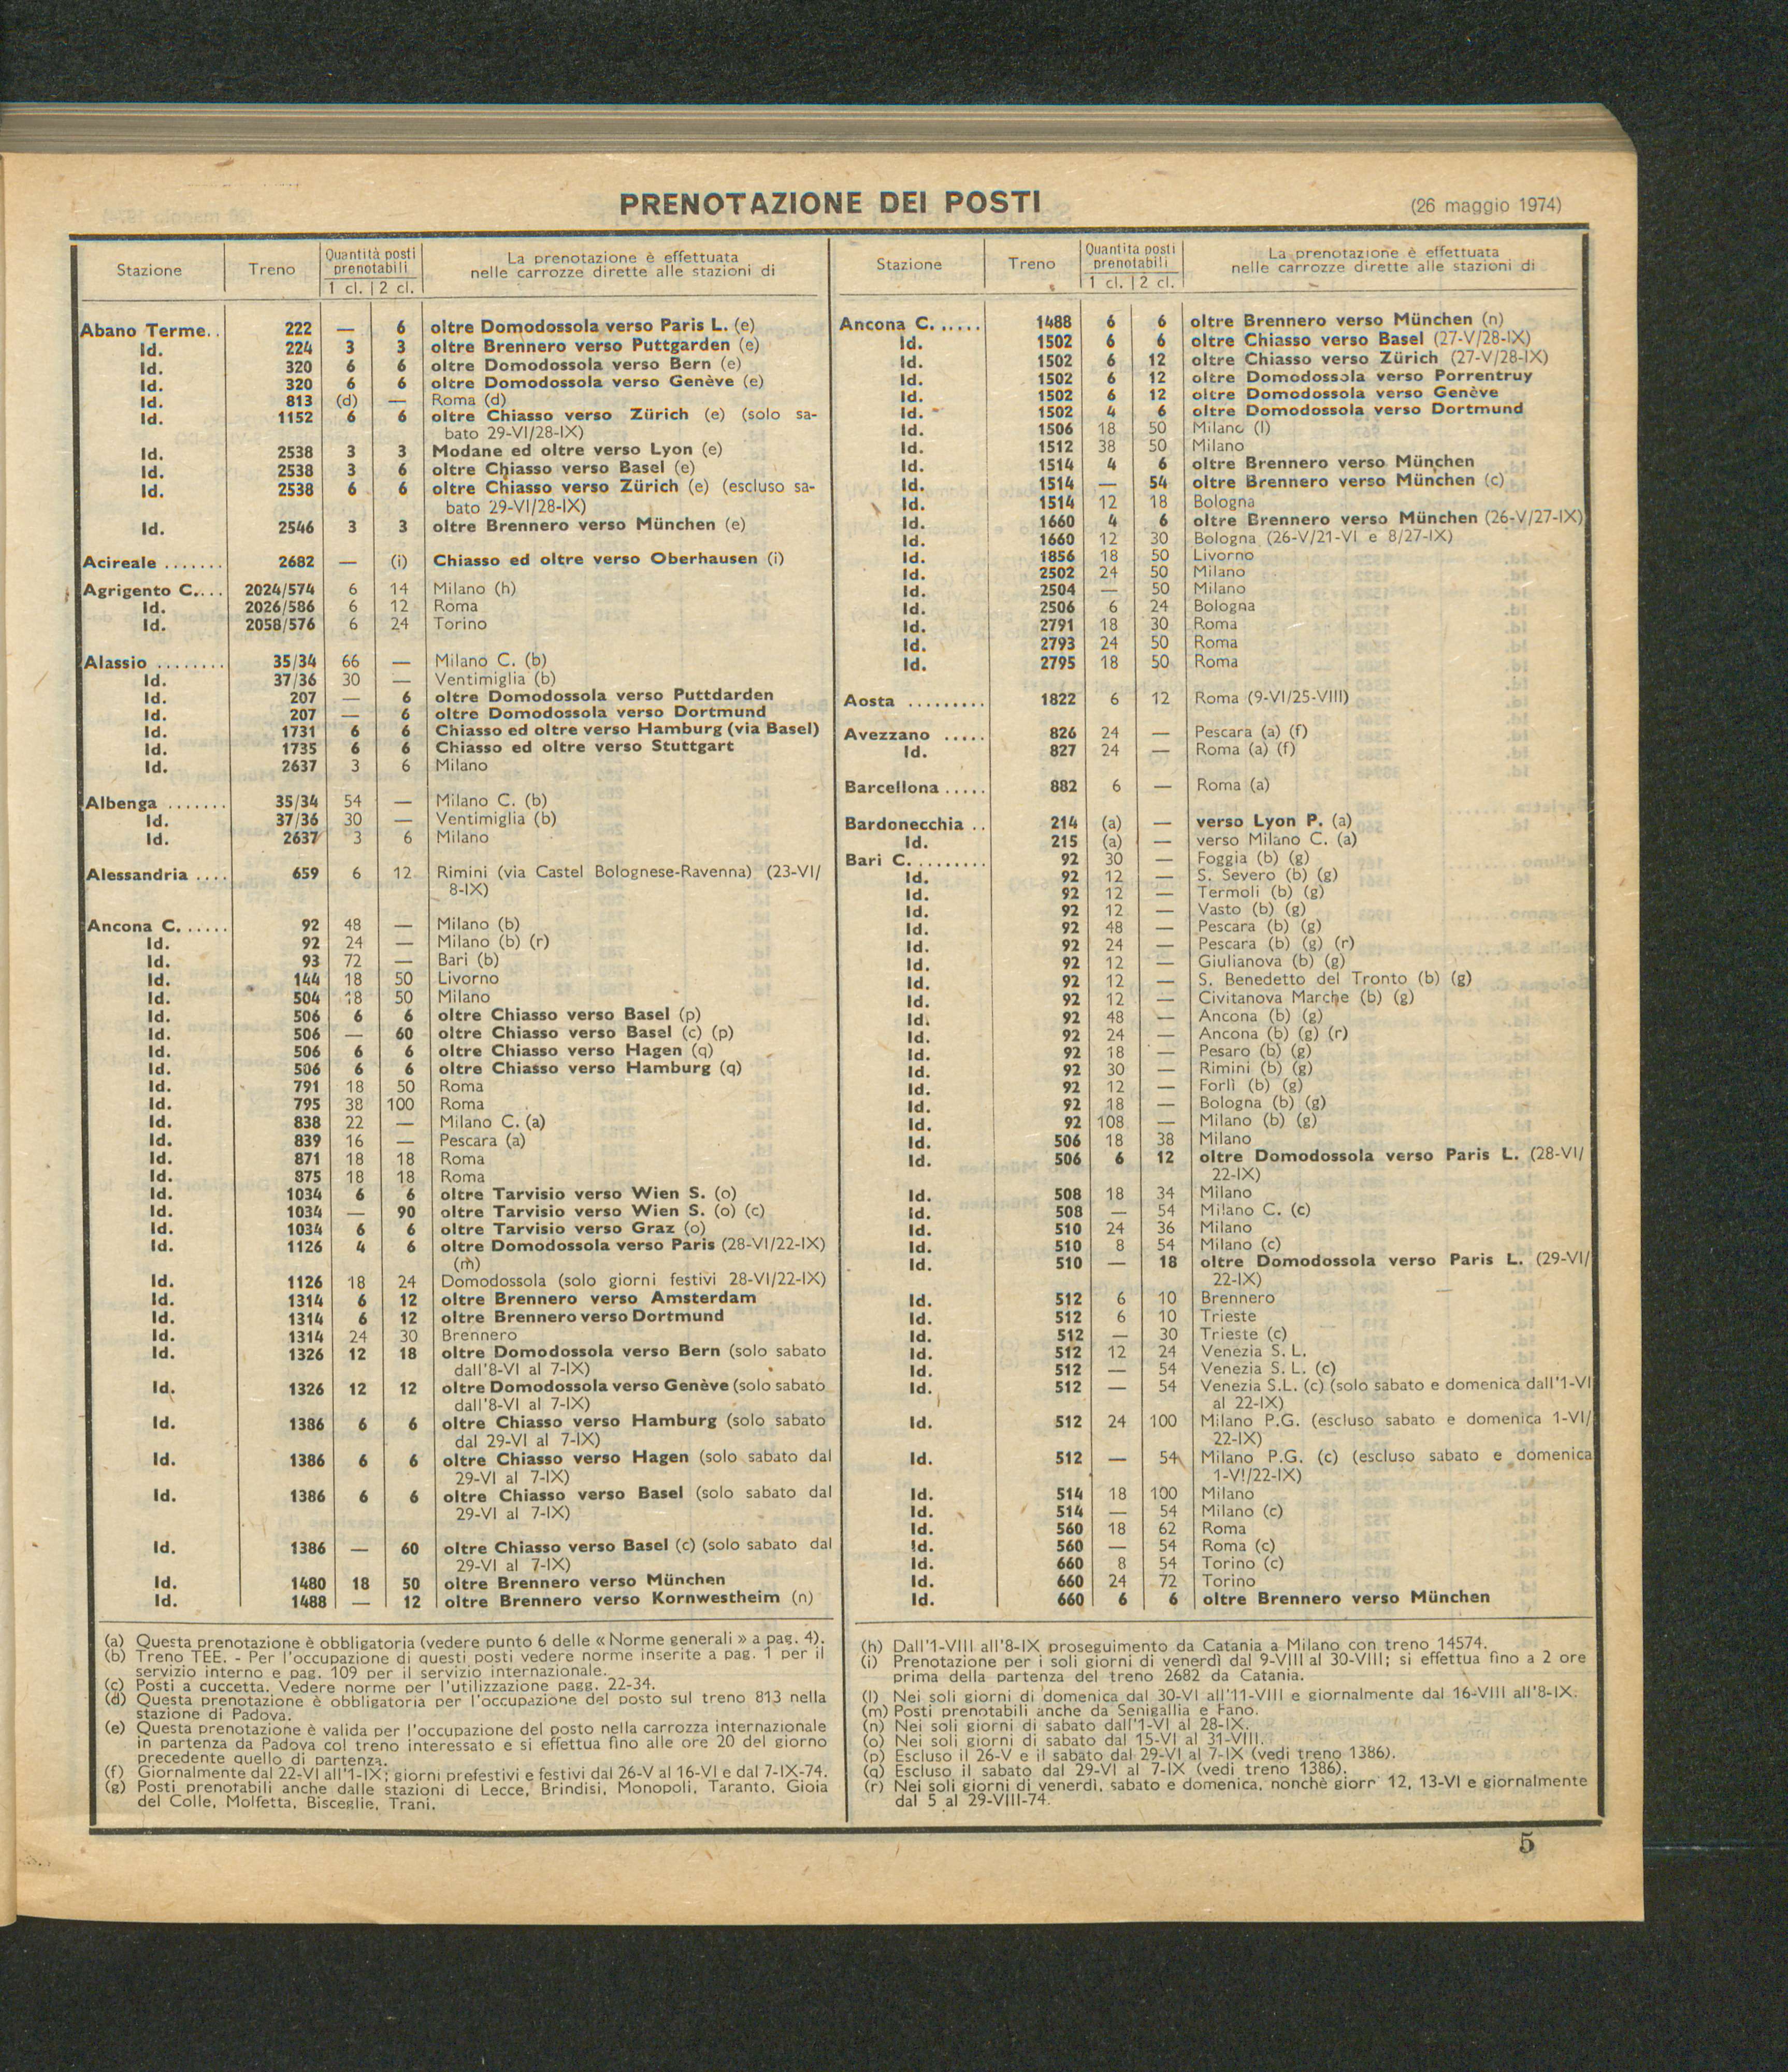 PRENOTAZIONE DEI POSTI
(26 maggio 1974)
Stazione Treno Quantità posti prenotabili 1 cl. 2 cl. La prenotazione è effettuata nelle carrozze dirette alle stazioni di
Abano Terme.. 222 — 6 oltre Domodossola verso Paris L. (e)
Id. 224 3 3 oltre Brennero verso Puttgarden (e)
Id. 320 6 6 oltre Domodossola verso Bern (e)
Id. 320 6 6 oltre Domodossola verso Genève (e)
Id. 813 (d) — Roma (d)
Id. 1152 6 6 oltre Chiasso verso Zürich (e) (solo sa-
bato 29-VI/28-IX)
Id. 2538 3 3 Modane ed oltre verso Lyon (e)
Id. 2538 3 6 oltre Chiasso verso Basel (e)
Id. 2538 6 6 oltre Chiasso verso Zürich (e) (escluso sa-
bato 29-VI/28-IX)
Id. 2546 3 3 oltre Brennero verso München (e)
Acireale ....... 2682 — (i) Chiasso ed oltre verso Oberhausen (i)
Agrigento C.... 2024/574 6 14 Milano (h)
Id. 2026/586 6 12 Roma
Id. 2058/576 6 24 Torino
Alassio ........ 35/34 66 — Milano C. (b)
Id. 37/36 30 — Ventimiglia (b)
Id. 207 — 6 oltre Domodossola verso Puttdarden
Id. 207 — 6 oltre Domodossola verso Dortmund
Id. 1731 6 6 Chiasso ed oltre verso Hamburg (via Basel)
Id. 1735 6 6 Chiasso ed oltre verso Stuttgart
Id. 2637 3 6 Milano
Albenga ....... 35/34 54 — Milano C. (b)
Id. 37/36 30 — Ventimiglia (b)
Id. 2637 3 6 Milano
Alessandria .... 659 6 12 Rimini (via Castel Bolognese-Ravenna) (23-VI/
8-IX)
Ancona C...... 92 48 — Milano (b)
Id. 92 24 — Milano (b) (r)
Id. 93 72 — Bari (b)
Id. 144 18 50 Livorno
Id. 504 18 50 Milano
Id. 506 6 6 oltre Chiasso verso Basel (p)
Id. 506 — 60 oltre Chiasso verso Basel (c) (p)
Id. 506 6 6 oltre Chiasso verso Hagen (q)
Id. 506 6 6 oltre Chiasso verso Hamburg (q)
Id. 791 18 50 Roma
Id. 795 38 100 Roma
Id. 838 22 — Milano C. (a)
Id. 839 16 — Pescara (a)
Id. 871 18 18 Roma
Id. 875 18 18 Roma
Id. 1034 6 6 oltre Tarvisio verso Wien S. (o)
Id. 1034 — 90 oltre Tarvisio verso Wien S. (o) (c)
Id. 1034 6 6 oltre Tarvisio verso Graz (o)
Id. 1126 4 6 oltre Domodossola verso Paris (28-VI/22-IX)
(m)
Id. 1126 18 24 Domodossola (solo giorni festivi 28-VI/22-IX)
Id. 1314 6 12 oltre Brennero verso Amsterdam
Id. 1314 6 12 oltre Brennero verso Dortmund
Id. 1314 24 30 Brennero
Id. 1326 12 18 oltre Domodossola verso Bern (solo sabato
dall'8-VI al 7-IX)
Id. 1326 12 12 oltre Domodossola verso Genève (solo sabato
dall'8-VI al 7-IX)
Id. 1386 6 6 oltre Chiasso verso Hamburg (solo sabato
dal 29-VI al 7-IX)
Id. 1386 6 6 oltre Chiasso verso Hagen (solo sabato dal
29-VI al 7-IX)
Id. 1386 6 6 oltre Chiasso verso Basel (solo sabato dal
29-VI al 7-IX)
Id. 1386 — 60 oltre Chiasso verso Basel (c) (solo sabato dal
29-VI al 7-IX)
Id. 1480 18 50 oltre Brennero verso München
Id. 1488 — 12 oltre Brennero verso Kornwestheim (n)
(a) Questa prenotazione è obbligatoria (vedere punto 6 delle « Norme generali » a pag. 4).
(b) Treno TEE. - Per l'occupazione di questi posti vedere norme inserite a pag. 1 per il
servizio interno e pag. 109 per il servizio internazionale.
(c) Posti a cuccetta. Vedere norme per l'utilizzazione pagg. 22-34.
(d) Questa prenotazione è obbligatoria per l'occupazione del posto sul treno 813 nella
stazione di Padova.
(e) Questa prenotazione è valida per l'occupazione del posto nella carrozza internazionale
in partenza da Padova col treno interessato e si effettua fino alle ore 20 del giorno
precedente quello di partenza.
(f) Giornalmente dal 22-VI all'1-IX; giorni prefestivi e festivi dal 26-V al 16-VI e dal 7-IX-74.
(g) Posti prenotabili anche dalle stazioni di Lecce, Brindisi, Monopoli, Taranto, Gioia
del Colle, Molfetta, Bisceglie, Trani.
Stazione Treno Quantità posti prenotabili 1 cl. 2 cl. La prenotazione è effettuata nelle carrozze dirette alle stazioni di
Ancona C. ..... 1488 6 6 oltre Brennero verso München (n)
Id. 1502 6 6 oltre Chiasso verso Basel (27-V/28-IX)
Id. 1502 6 12 oltre Chiasso verso Zürich (27-V/28-IX)
Id. 1502 6 12 oltre Domodossola verso Porrentruy
Id. 1502 6 12 oltre Domodossola verso Genève
Id. 1502 4 6 oltre Domodossola verso Dortmund
Id. 1506 18 50 Milano (l)
Id. 1512 38 50 Milano
Id. 1514 4 6 oltre Brennero verso München
Id. 1514 — 54 oltre Brennero verso München (c)
Id. 1514 12 18 Bologna
Id. 1660 4 6 oltre Brennero verso München (26-V/27-IX)
Id. 1660 12 30 Bologna (26-V/21-VI e 8/27-IX)
Id. 1856 18 50 Livorno
Id. 2502 24 50 Milano
Id. 2504 — 50 Milano
Id. 2506 6 24 Bologna
Id. 2791 18 30 Roma
Id. 2793 24 50 Roma
Id. 2795 18 50 Roma
Aosta ......... 1822 6 12 Roma (9-VI/25-VIII)
Avezzano ..... 826 24 — Pescara (a) (f)
Id. 827 24 — Roma (a) (f)
Barcellona ..... 882 6 — Roma (a)
Bardonecchia .. 214 (a) — verso Lyon P. (a)
Id. 215 (a) — verso Milano C. (a)
Bari C. ........ 92 30 — Foggia (b) (g)
Id. 92 12 — S. Severo (b) (g)
Id. 92 12 — Termoli (b) (g)
Id. 92 12 — Vasto (b) (g)
Id. 92 48 — Pescara (b) (g)
Id. 92 24 — Pescara (b) (g) (r)
Id. 92 12 — Giulianova (b) (g)
Id. 92 12 — S. Benedetto del Tronto (b) (g)
Id. 92 12 — Civitanova Marche (b) (g)
Id. 92 48 — Ancona (b) (g)
Id. 92 24 — Ancona (b) (g) (r)
Id. 92 18 — Pesaro (b) (g)
Id. 92 30 — Rimini (b) (g)
Id. 92 12 — Forlì (b) (g)
Id. 92 18 — Bologna (b) (g)
Id. 92 108 — Milano (b) (g)
Id. 506 18 38 Milano
Id. 506 6 12 oltre Domodossola verso Paris L. (28-VI/
22-IX)
Id. 508 18 34 Milano
Id. 508 — 54 Milano C. (c)
Id. 510 24 36 Milano
Id. 510 8 54 Milano (c)
Id. 510 — 18 oltre Domodossola verso Paris L. (29-VI/
22-IX)
Id. 512 6 10 Brennero
Id. 512 6 10 Trieste
Id. 512 — 30 Trieste (c)
Id. 512 12 24 Venezia S. L.
Id. 512 — 54 Venezia S. L. (c)
Id. 512 — 54 Venezia S.L. (c) (solo sabato e domenica dall'1-VI
al 22-IX)
Id. 512 24 100 Milano P.G. (escluso sabato e domenica 1-VI/
22-IX)
Id. 512 — 54 Milano P.G. (c) (escluso sabato e domenica
1-VI/22-IX)
Id. 514 18 100 Milano
Id. 514 — 54 Milano (c)
Id. 560 18 62 Roma
Id. 560 — 54 Roma (c)
Id. 660 8 54 Torino (c)
Id. 660 24 72 Torino
Id. 660 6 6 oltre Brennero verso München
(h) Dall'1-VIII all'8-IX proseguimento da Catania a Milano con treno 14574.
(i) Prenotazione per i soli giorni di venerdì dal 9-VIII al 30-VIII; si effettua fino a 2 ore
prima della partenza del treno 2682 da Catania.
(l) Nei soli giorni di domenica dal 30-VI all'11-VIII e giornalmente dal 16-VIII all'8-IX.
(m) Posti prenotabili anche da Senigallia e Fano.
(n) Nei soli giorni di sabato dall'1-VI al 28-IX.
(o) Nei soli giorni di sabato dal 15-VI al 31-VIII.
(p) Escluso il 26-V e il sabato dal 29-VI al 7-IX (vedi treno 1386).
(q) Escluso il sabato dal 29-VI al 7-IX (vedi treno 1386).
(r) Nei soli giorni di venerdì, sabato e domenica, nonchè giorr 12, 13-VI e giornalmente
dal 5 al 29-VIII-74.
5